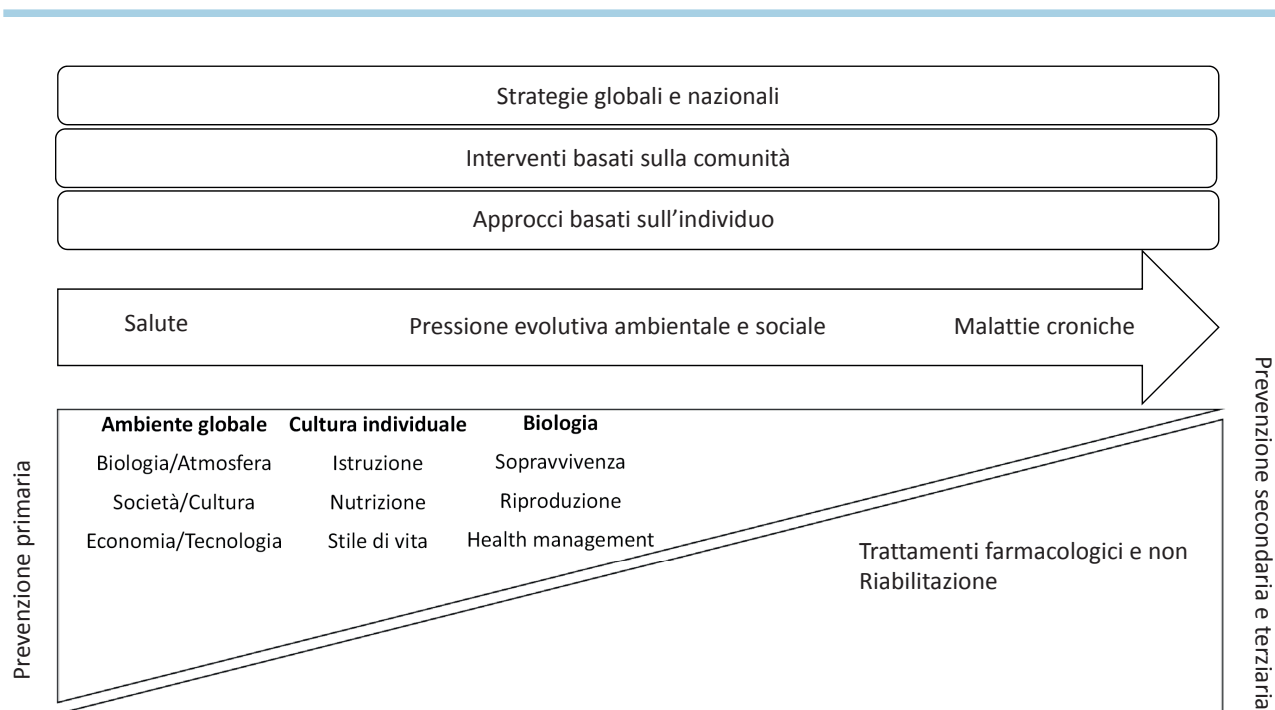 Strategie globali e nazionali
Interventi basati sulla comunità
Approcci basati sull'individuo
Salute
Pressione evolutiva ambientale e sociale
Malattie croniche
Prevenzione primaria
Ambiente globale
Biologia/Atmosfera
Società/Cultura
Economia/Tecnologia
Cultura individuale
Istruzione
Nutrizione
Stile di vita
Biologia
Sopravvivenza
Riproduzione
Health management
Trattamenti farmacologici e non
Riabilitazione
Prevenzione secondaria e terziaria